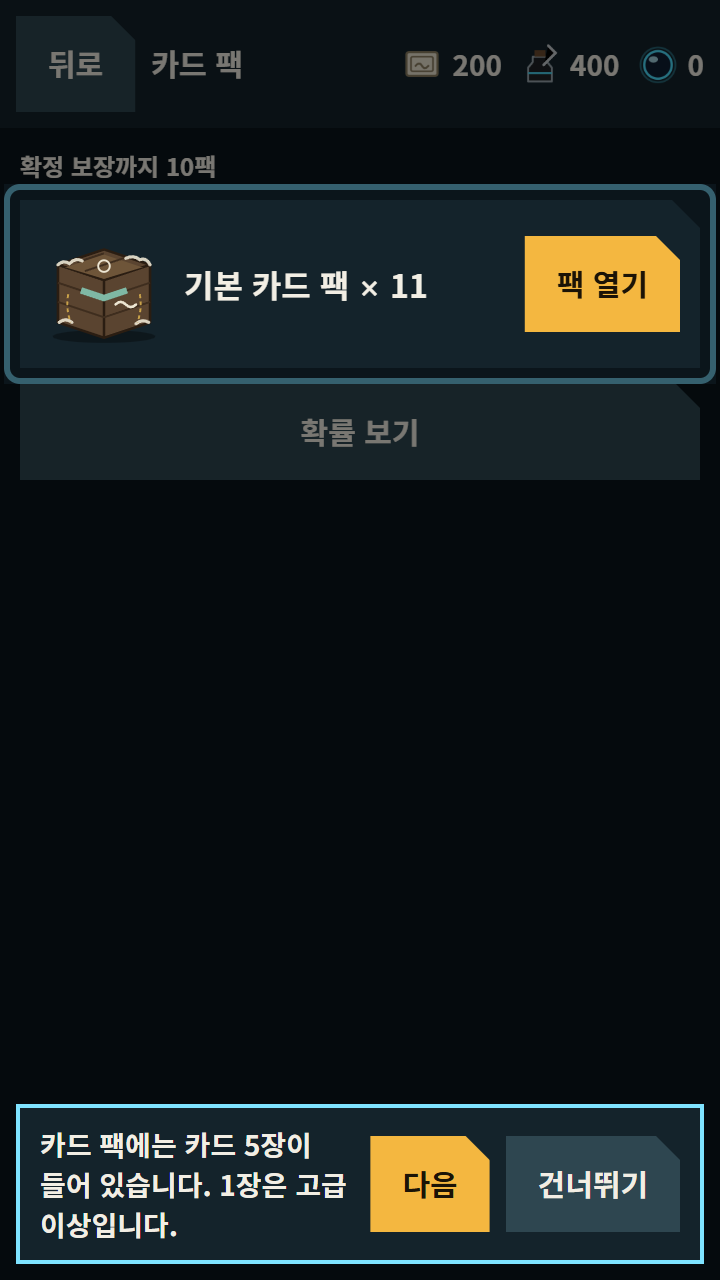 뒤로 카드 팩 200 400 0
확정 보장까지 10팩
기본 카드 팩 × 11 팩 열기
확률 보기
카드 팩에는 카드 5장이
들어 있습니다. 1장은 고급
이상입니다.
다음 건너뛰기